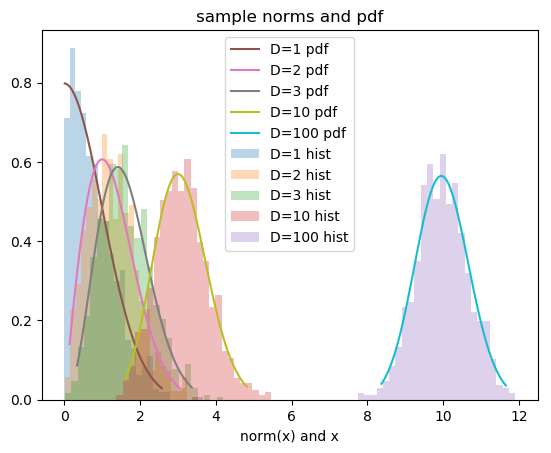 sample norms and pdf
D=1 pdf
D=2 pdf
D=3 pdf
D=10 pdf
D=100 pdf
D=1 hist
D=2 hist
D=3 hist
D=10 hist
D=100 hist
0.8
0.6
0.4
0.2
0.0
0 2 4 6 8 10 12
norm(x) and x